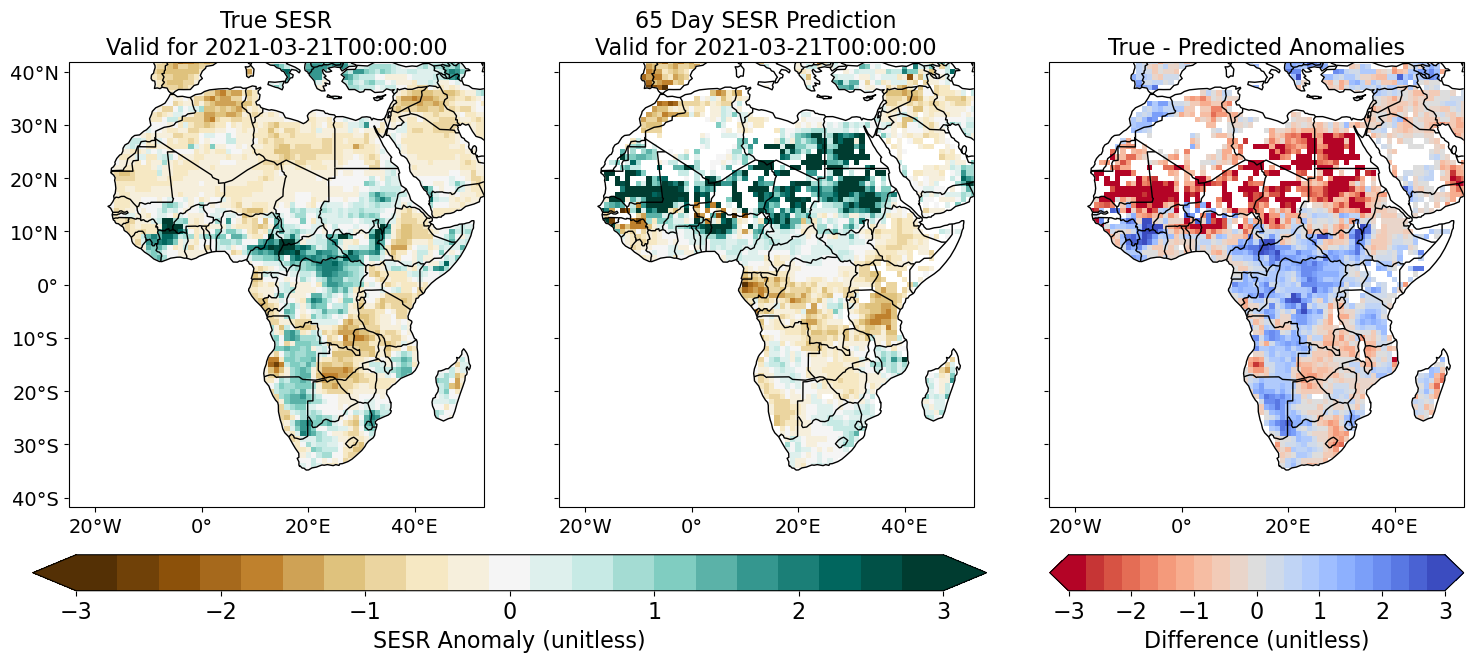 True SESR
Valid for 2021-03-21T00:00:00
65 Day SESR Prediction
Valid for 2021-03-21T00:00:00
True - Predicted Anomalies
40°N
30°N
20°N
10°N
0°
10°S
20°S
30°S
40°S
20°W 0° 20°E 40°E
20°W 0° 20°E 40°E
20°W 0° 20°E 40°E
−3 −2 −1 0 1 2 3
SESR Anomaly (unitless)
−3 −2 −1 0 1 2 3
Difference (unitless)